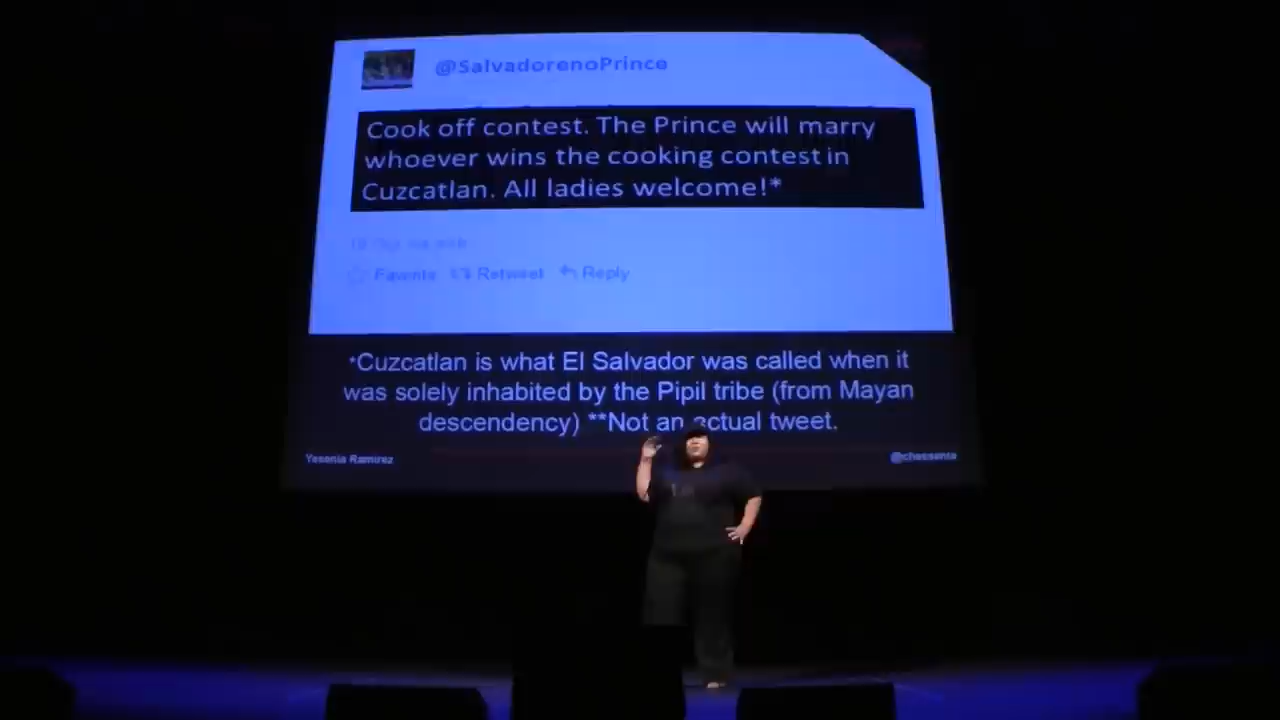 @SalvadorenoPrince
Cook off contest. The Prince will marry
whoever wins the cooking contest in
Cuzcatlan. All ladies welcome!*
Favorite Retweet Reply
*Cuzcatlan is what El Salvador was called when it
was solely inhabited by the Pipil tribe (from Mayan
descendency) **Not an actual tweet.
Yesenia Ramirez